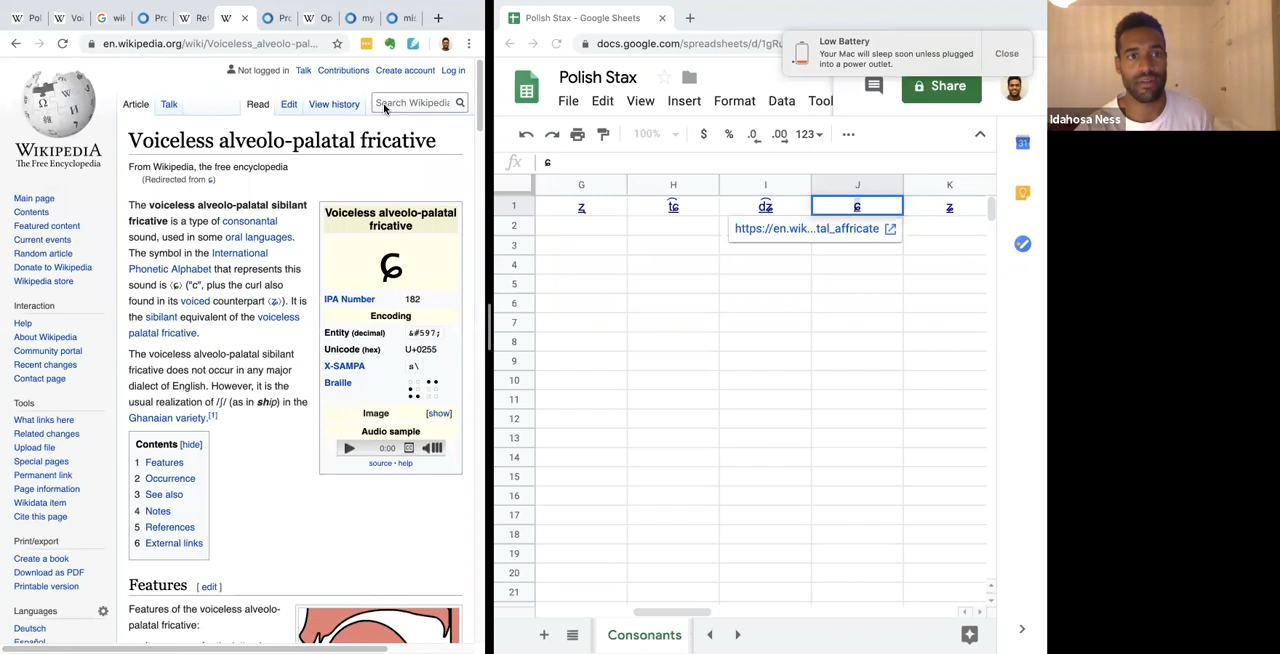 Pol
Vo
wik
Pro
Ret
Pro
Op
my
mis
en.wikipedia.org/wiki/Voiceless_alveolo-pal...
WIKIPEDIA
The Free Encyclopedia
Main page
Contents
Featured content
Current events
Random article
Donate to Wikipedia
Wikipedia store
Interaction
Help
About Wikipedia
Community portal
Recent changes
Contact page
Tools
What links here
Related changes
Upload file
Special pages
Permanent link
Page information
Wikidata item
Cite this page
Print/export
Create a book
Download as PDF
Printable version
Languages
Deutsch
Español
Not logged in Talk Contributions Create account Log in
Article Talk Read Edit View history Search Wikipedia
Voiceless alveolo-palatal fricative
From Wikipedia, the free encyclopedia
(Redirected from ɕ)
The voiceless alveolo-palatal sibilant
fricative is a type of consonantal
sound, used in some oral languages.
The symbol in the International
Phonetic Alphabet that represents this
sound is ⟨ɕ⟩ ("c", plus the curl also
found in its voiced counterpart ⟨ʑ⟩). It is
the sibilant equivalent of the voiceless
palatal fricative.
The voiceless alveolo-palatal sibilant
fricative does not occur in any major
dialect of English. However, it is the
usual realization of /ʃ/ (as in ship) in the
Ghanaian variety.[1]
Contents [hide]
1 Features
2 Occurrence
3 See also
4 Notes
5 References
6 External links
Features [ edit ]
Features of the voiceless alveolo-
palatal fricative:
Voiceless alveolo-palatal
fricative
ɕ
IPA Number 182
Encoding
Entity (decimal) &#597;
Unicode (hex) U+0255
X-SAMPA s\
Braille
Image [show]
Audio sample
0:00
source · help
Polish Stax - Google Sheets
docs.google.com/spreadsheets/d/1gRu
Low Battery
Your Mac will sleep soon unless plugged
into a power outlet.
Close
Polish Stax
File Edit View Insert Format Data Tool
Share
100% $ % .0 .00 123
fx ɕ
G H I J K
1 ʐ t͡ɕ d͡ʑ ɕ ʑ
https://en.wik...tal_affricate
2
3
4
5
6
7
8
9
10
11
12
13
14
15
16
17
18
19
20
21
Consonants
31
Idahosa Ness